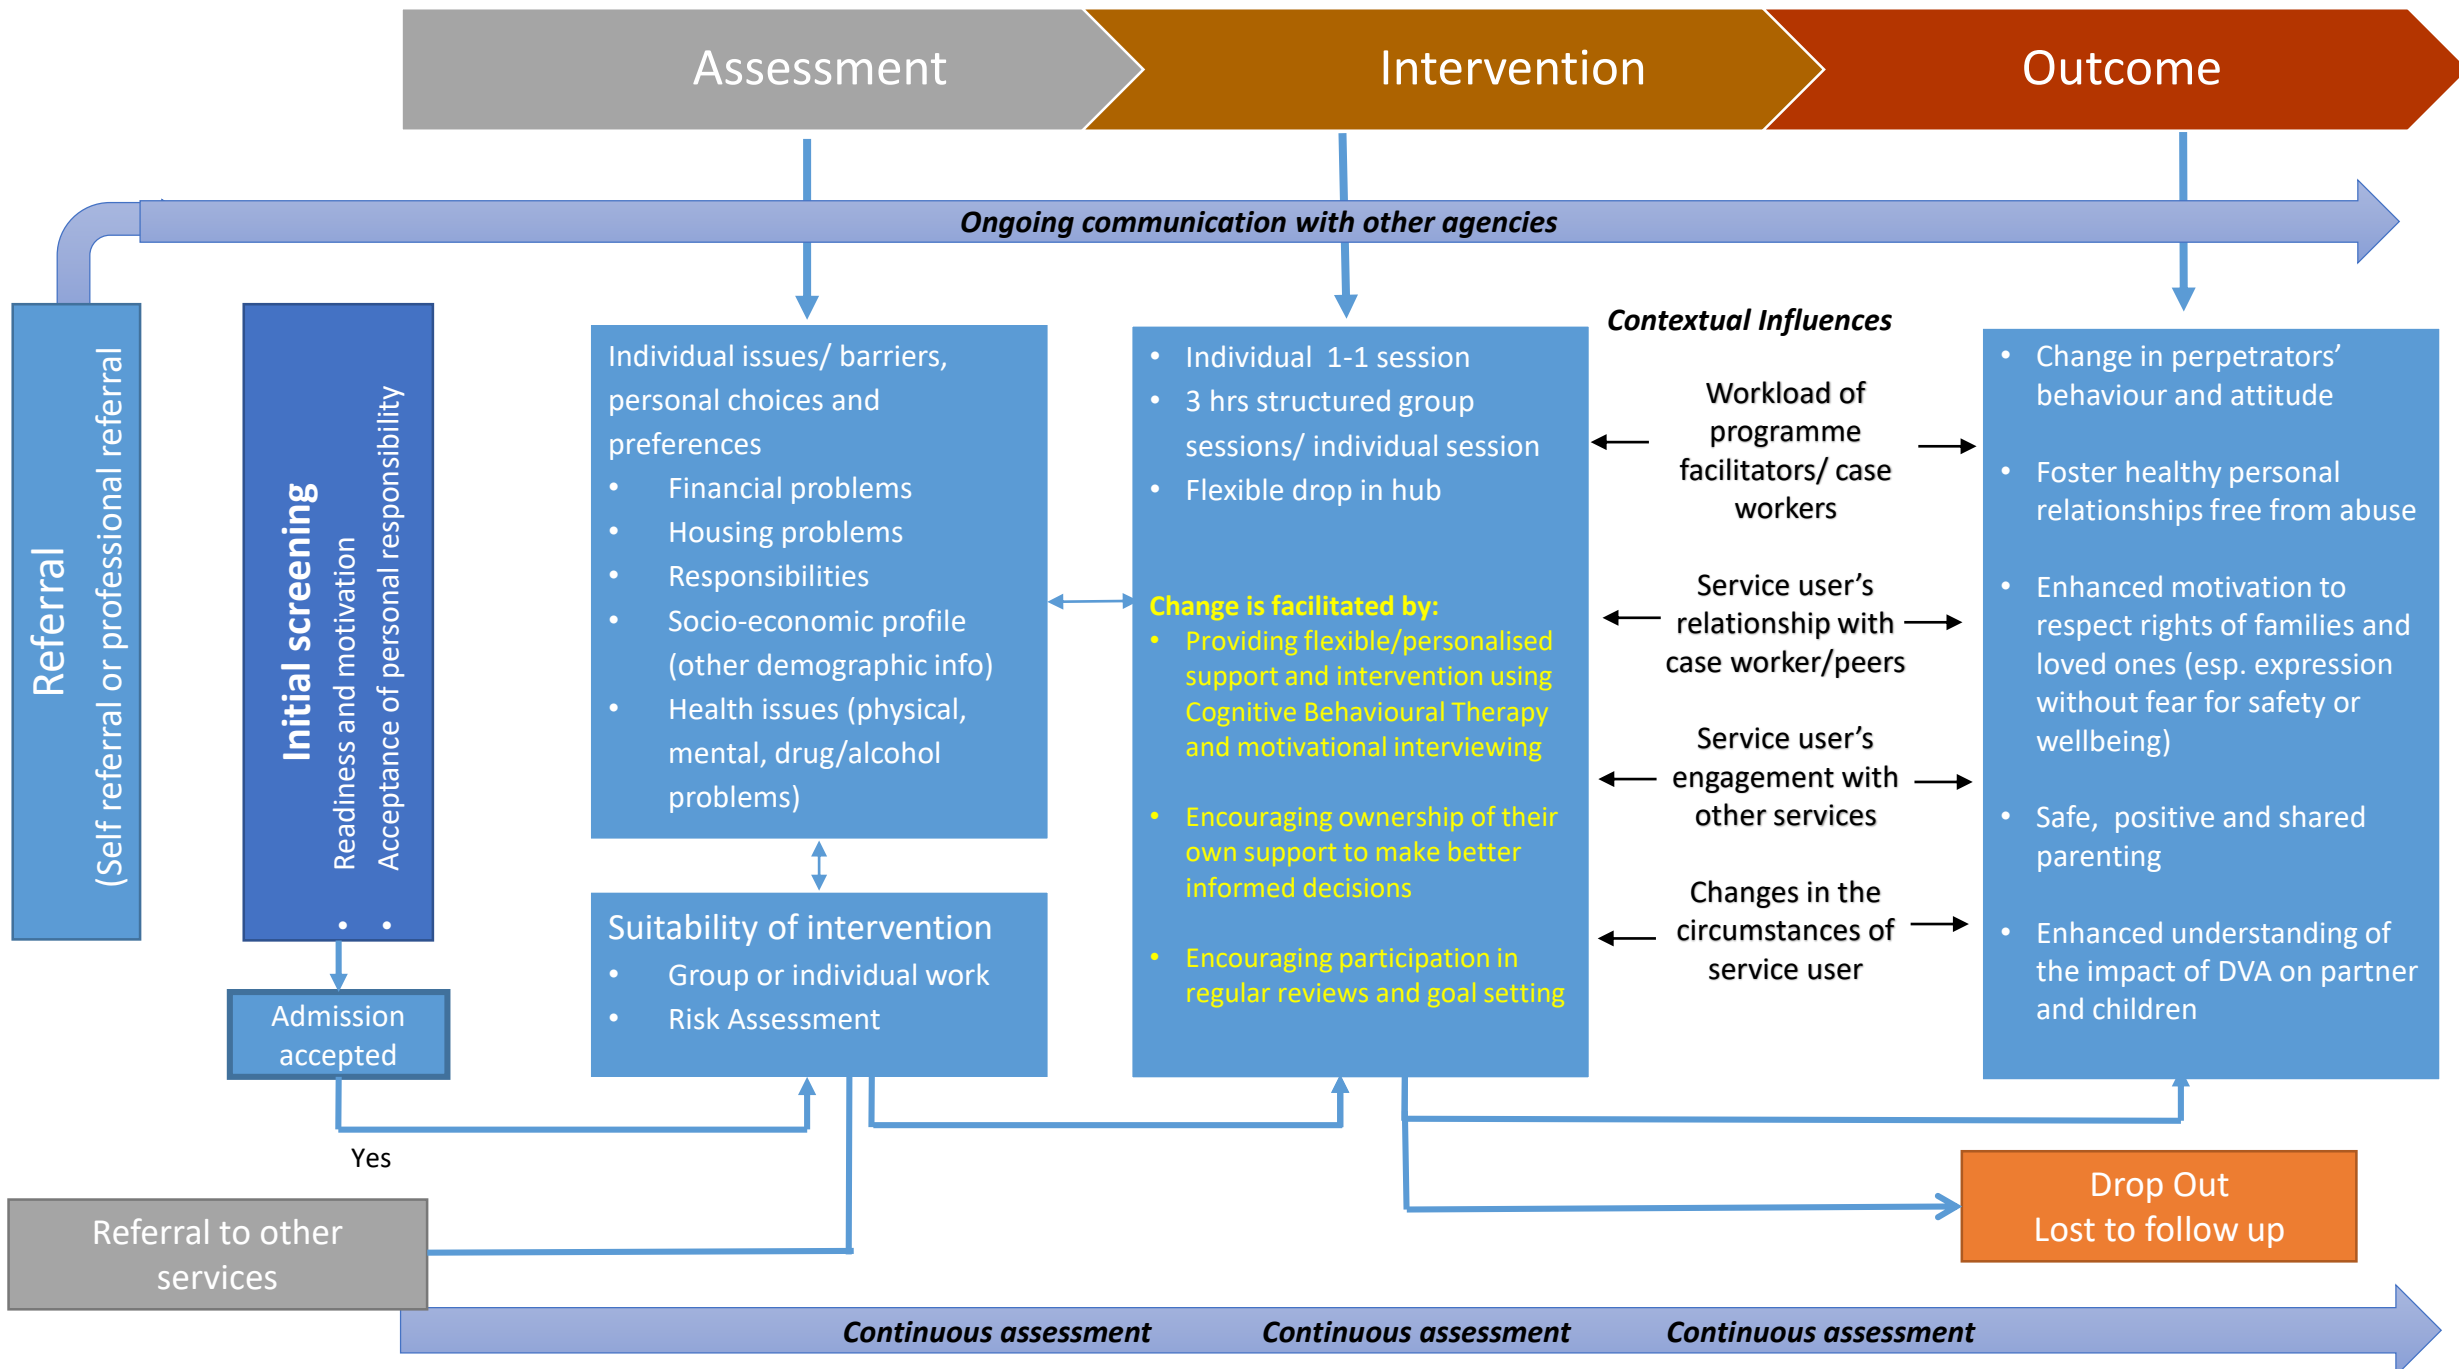 Assessment
Intervention
Outcome
Ongoing communication with other agencies
Referral
(Self referral or professional referral
Initial screening
• Readiness and motivation
• Acceptance of personal responsibility
Admission
accepted
Yes
Referral to other
services
Individual issues/ barriers,
personal choices and
preferences
• Financial problems
• Housing problems
• Responsibilities
• Socio-economic profile
(other demographic info)
• Health issues (physical,
mental, drug/alcohol
problems)
Suitability of intervention
• Group or individual work
• Risk Assessment
• Individual 1-1 session
• 3 hrs structured group
sessions/ individual session
• Flexible drop in hub
Change is facilitated by:
• Providing flexible/personalised
support and intervention using
Cognitive Behavioural Therapy
and motivational interviewing
• Encouraging ownership of their
own support to make better
informed decisions
• Encouraging participation in
regular reviews and goal setting
Contextual Influences
Workload of
programme
facilitators/ case
workers
Service user's
relationship with
case worker/peers
Service user's
engagement with
other services
Changes in the
circumstances of
service user
• Change in perpetrators'
behaviour and attitude
• Foster healthy personal
relationships free from abuse
• Enhanced motivation to
respect rights of families and
loved ones (esp. expression
without fear for safety or
wellbeing)
• Safe, positive and shared
parenting
• Enhanced understanding of
the impact of DVA on partner
and children
Drop Out
Lost to follow up
Continuous assessment
Continuous assessment
Continuous assessment